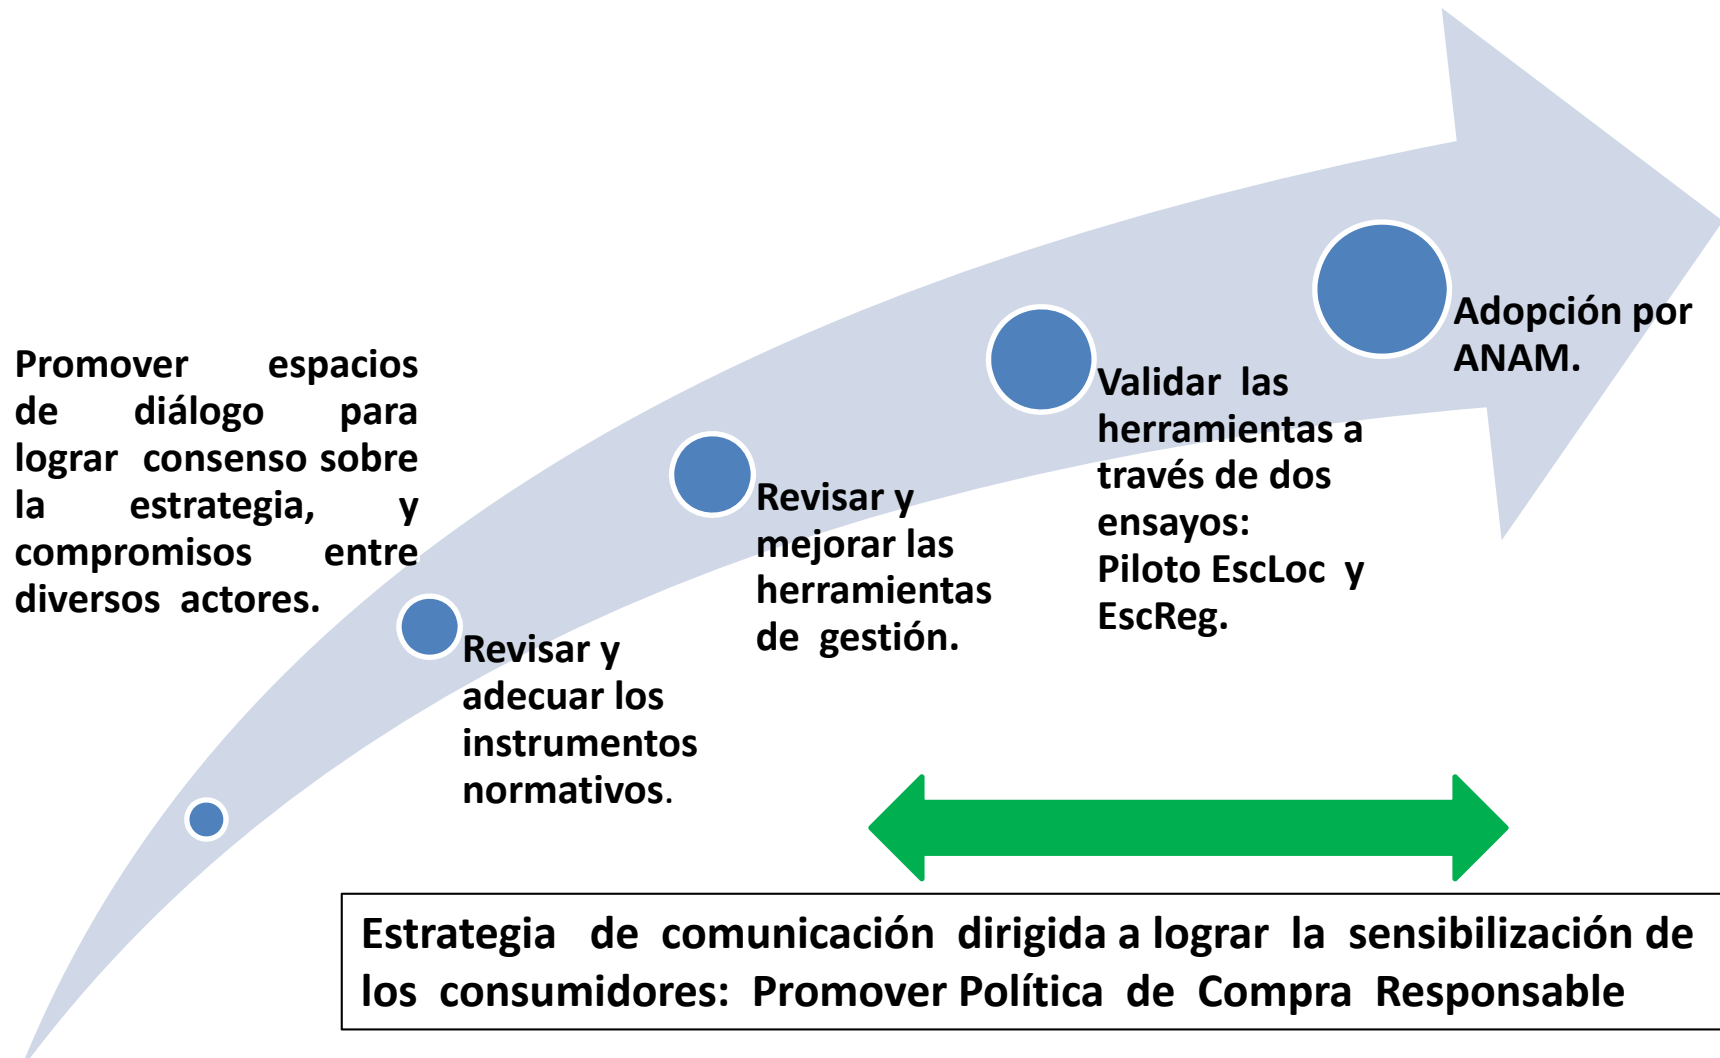 Promover espacios
de diálogo para
lograr consenso sobre
la estrategia, y
compromisos entre
diversos actores.
Revisar y
adecuar los
instrumentos
normativos.
Revisar y
mejorar las
herramientas
de gestión.
Validar las
herramientas a
través de dos
ensayos:
Piloto EscLoc y
EscReg.
Adopción por
ANAM.
Estrategia de comunicación dirigida a lograr la sensibilización de
los consumidores: Promover Política de Compra Responsable